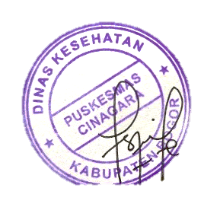 DINAS KESEHATAN
PUSKESMAS
CINAGARA
KABUPATEN BOGOR